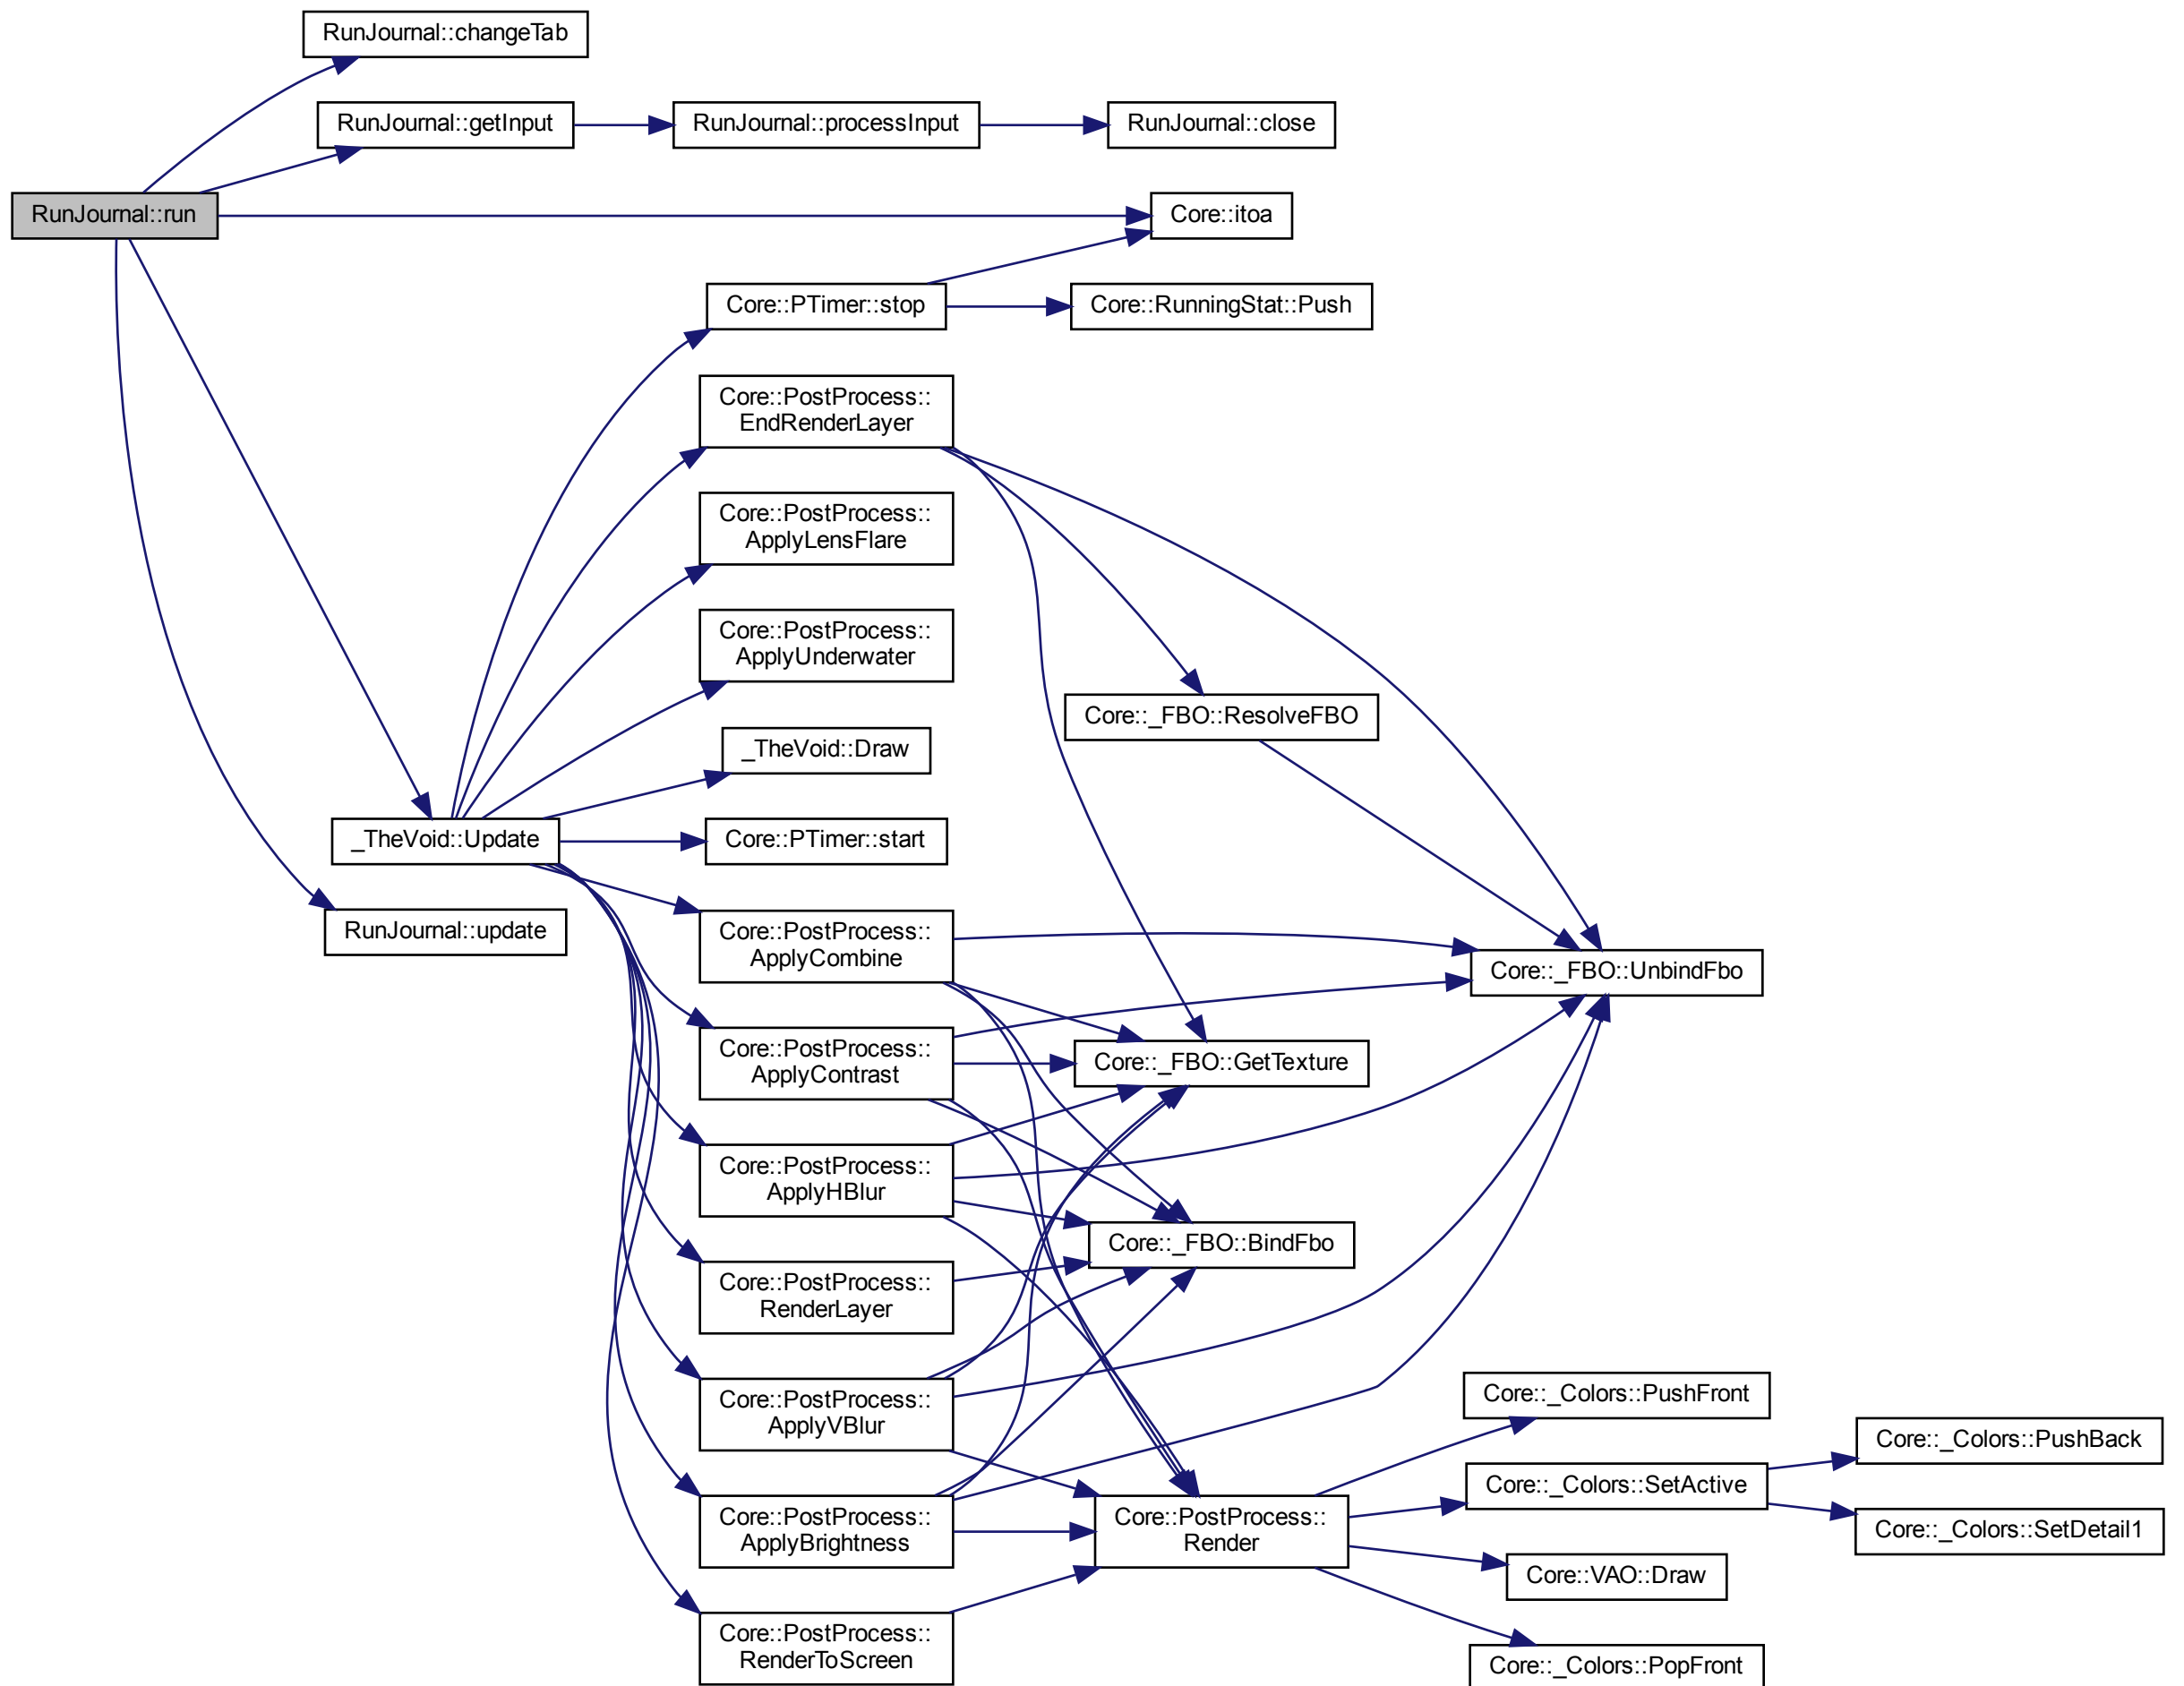 RunJournal::changeTab
RunJournal::getInput
RunJournal::processInput
RunJournal::close
RunJournal::run
Core::itoa
Core::PTimer::stop
Core::RunningStat::Push
Core::PostProcess::
EndRenderLayer
Core::PostProcess::
ApplyLensFlare
Core::PostProcess::
ApplyUnderwater
Core::_FBO::ResolveFBO
_TheVoid::Draw
_TheVoid::Update
Core::PTimer::start
RunJournal::update
Core::PostProcess::
ApplyCombine
Core::_FBO::UnbindFbo
Core::PostProcess::
ApplyContrast
Core::_FBO::GetTexture
Core::PostProcess::
ApplyHBlur
Core::_FBO::BindFbo
Core::PostProcess::
RenderLayer
Core::PostProcess::
ApplyVBlur
Core::_Colors::PushFront
Core::_Colors::PushBack
Core::_Colors::SetActive
Core::_Colors::SetDetail1
Core::PostProcess::
ApplyBrightness
Core::PostProcess::
Render
Core::VAO::Draw
Core::PostProcess::
RenderToScreen
Core::_Colors::PopFront